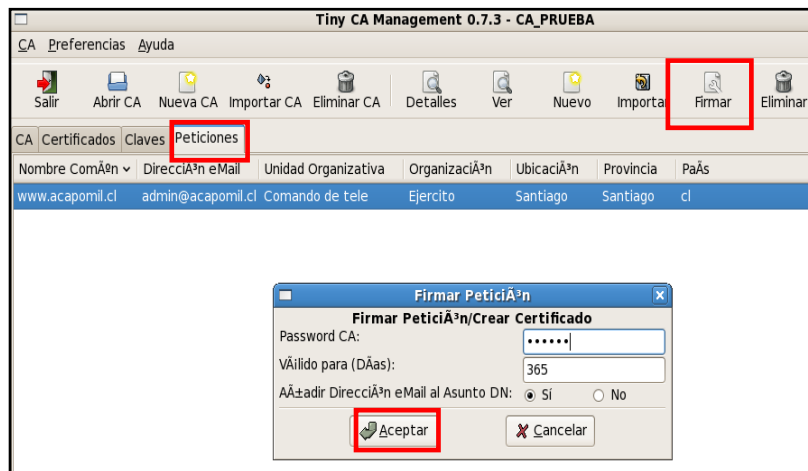 Tiny CA Management 0.7.3 - CA_PRUEBA
CA Preferencias Ayuda
Salir Abrir CA Nueva CA Importar CA Eliminar CA Detalles Ver Nuevo Importa Firmar Eliminar
CA Certificados Claves Peticiones
Nombre ComÃºn DirecciÃ³n eMail Unidad Organizativa OrganizaciÃ³n UbicaciÃ³n Provincia PaÃs
www.acapomil.cl admin@acapomil.cl Comando de tele Ejercito Santiago Santiago cl
Firmar PeticiÃ³n
Firmar PeticiÃ³n/Crear Certificado
Password CA: ••••••
VÃilido para (DÃas): 365
AÃ±adir DirecciÃ³n eMail al Asunto DN: Sí No
Aceptar Cancelar